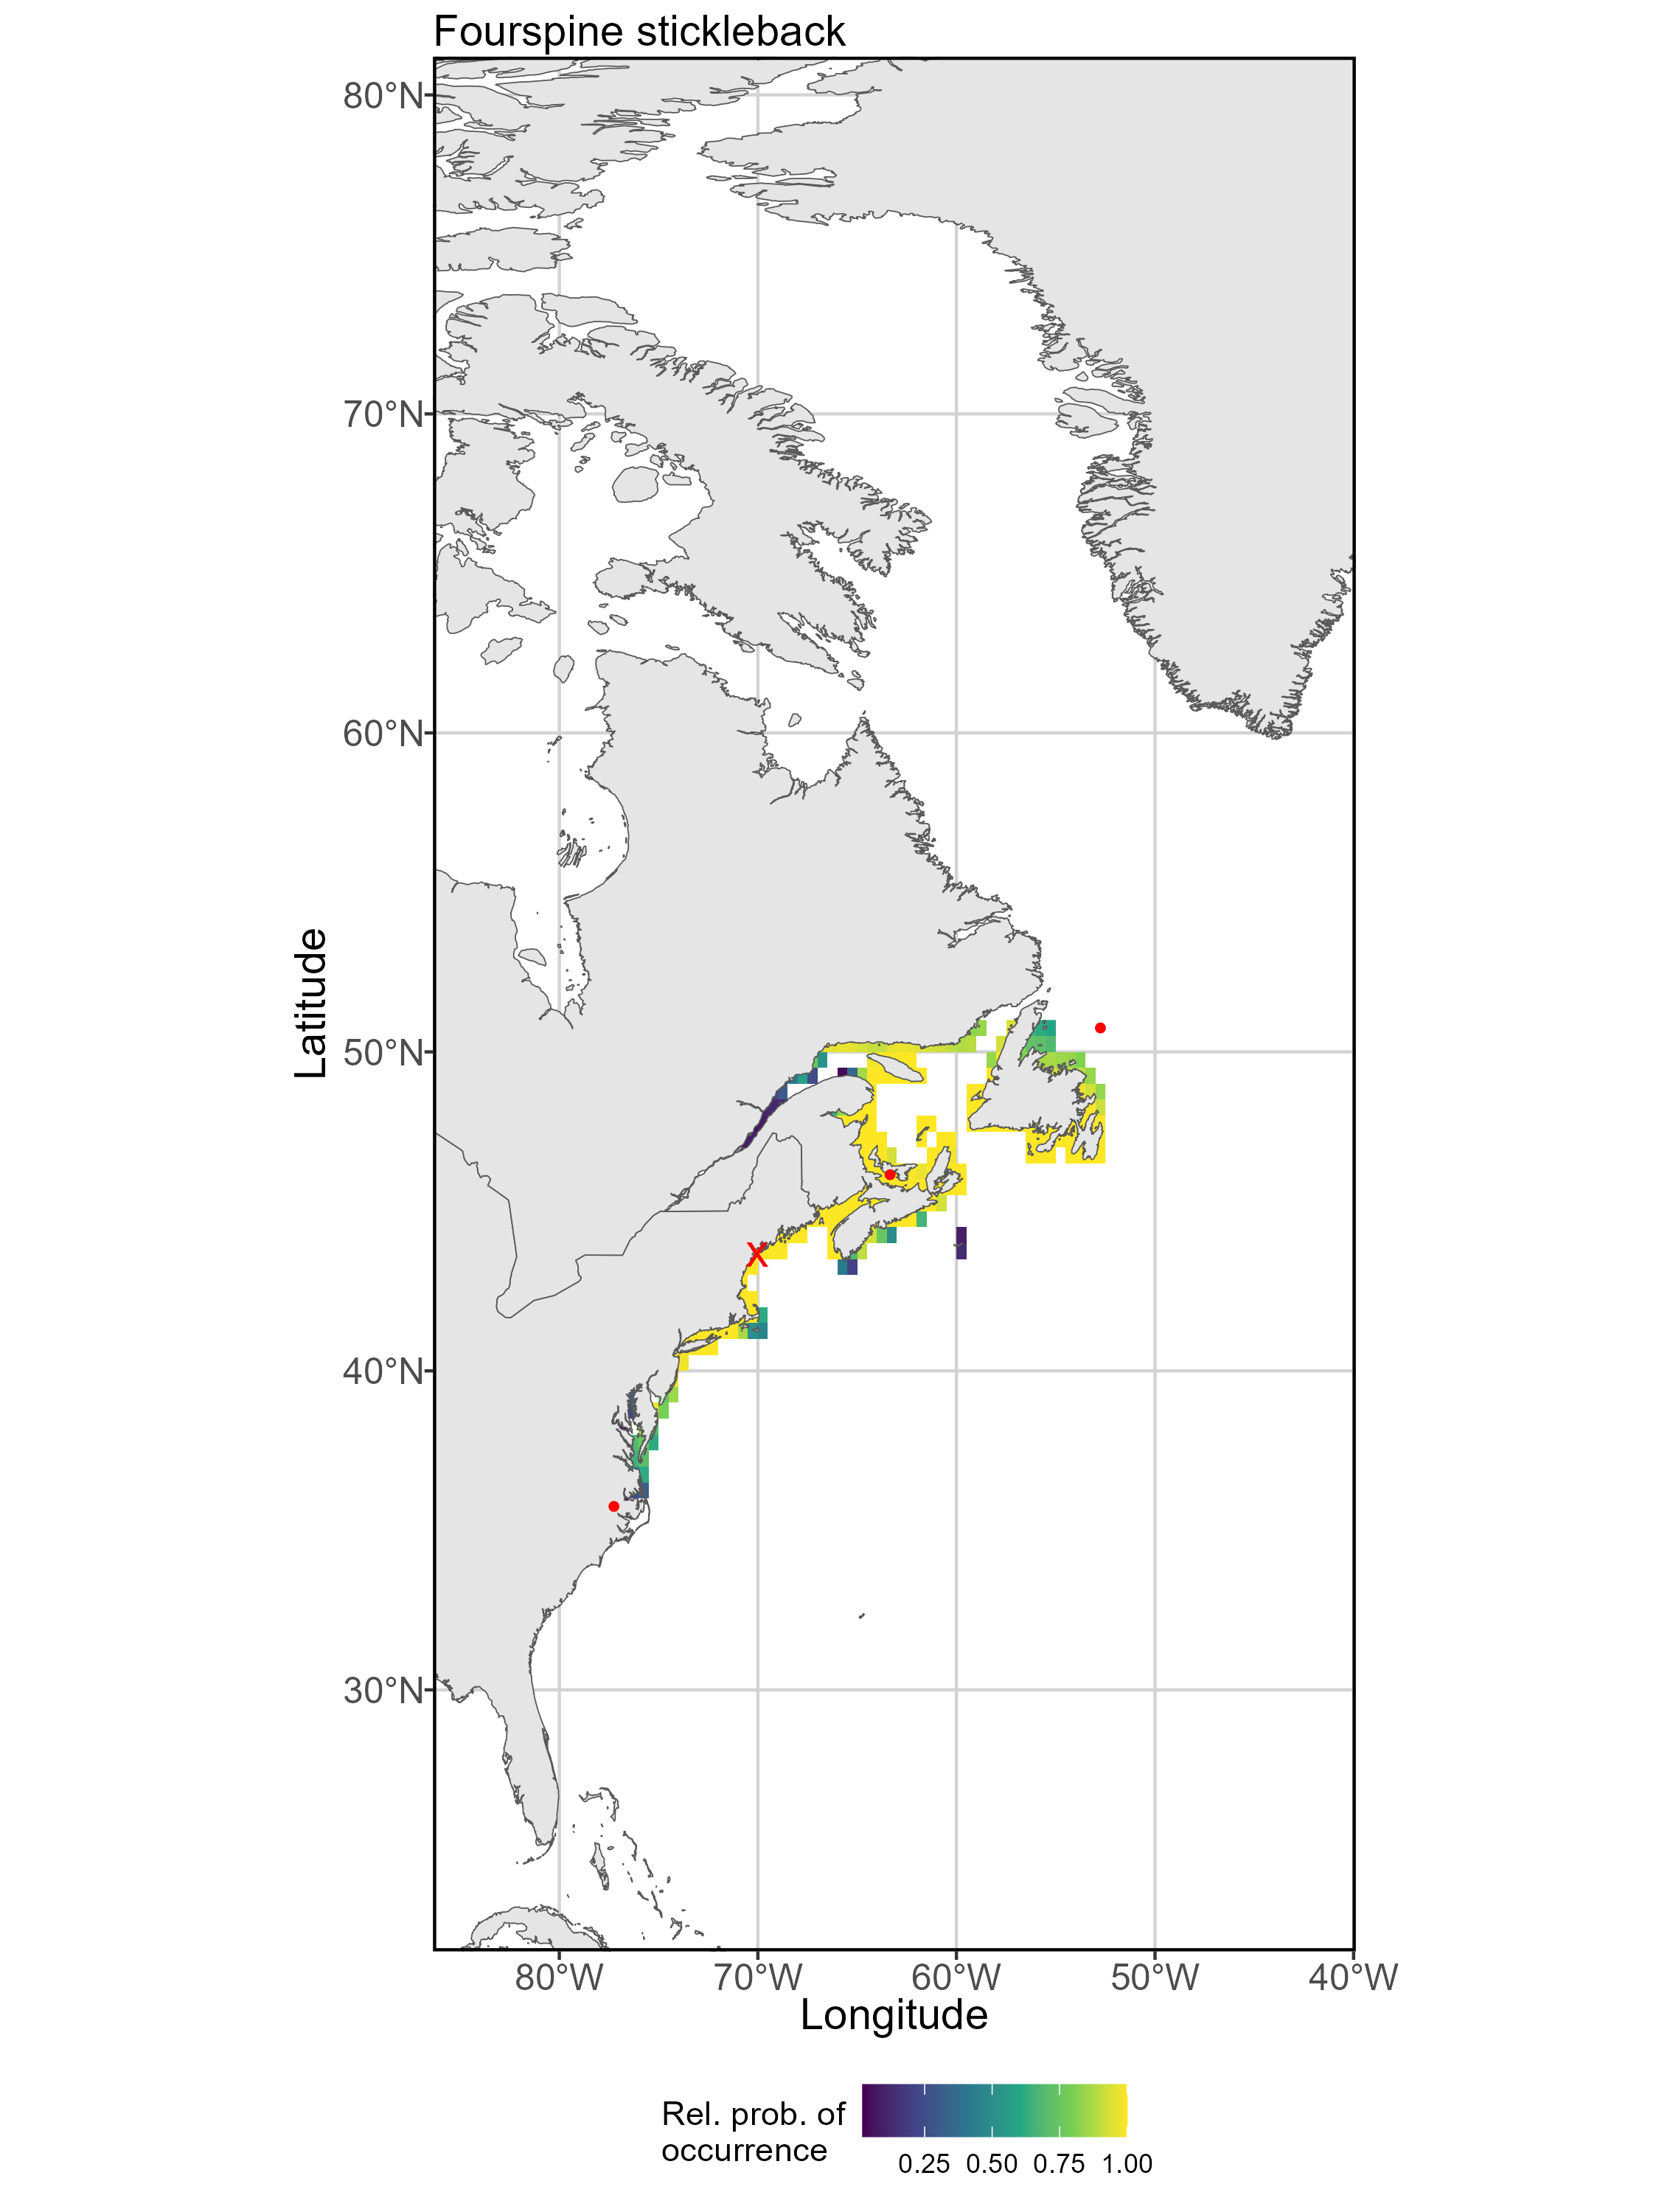 Fourspine stickleback
80°N
70°N
60°N
50°N
40°N
30°N
Latitude
X
80°W 70°W 60°W 50°W 40°W
Longitude
Rel. prob. of
occurrence
0.25 0.50 0.75 1.00